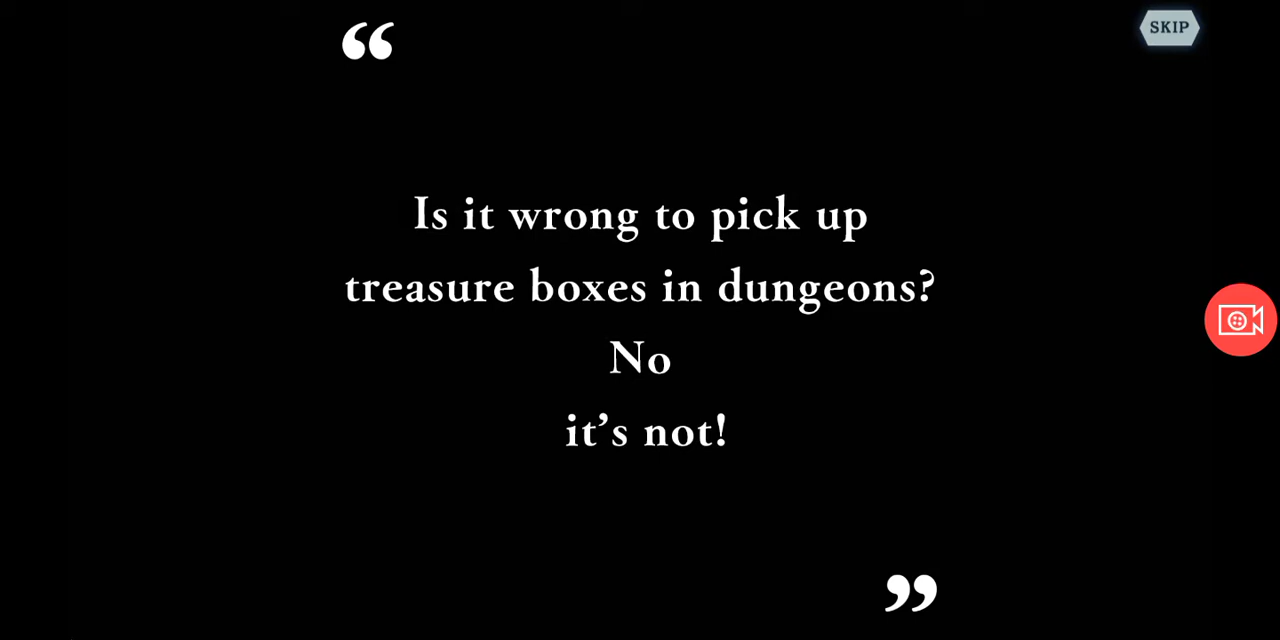 SKIP
“
Is it wrong to pick up
treasure boxes in dungeons?
No
it’s not!
”